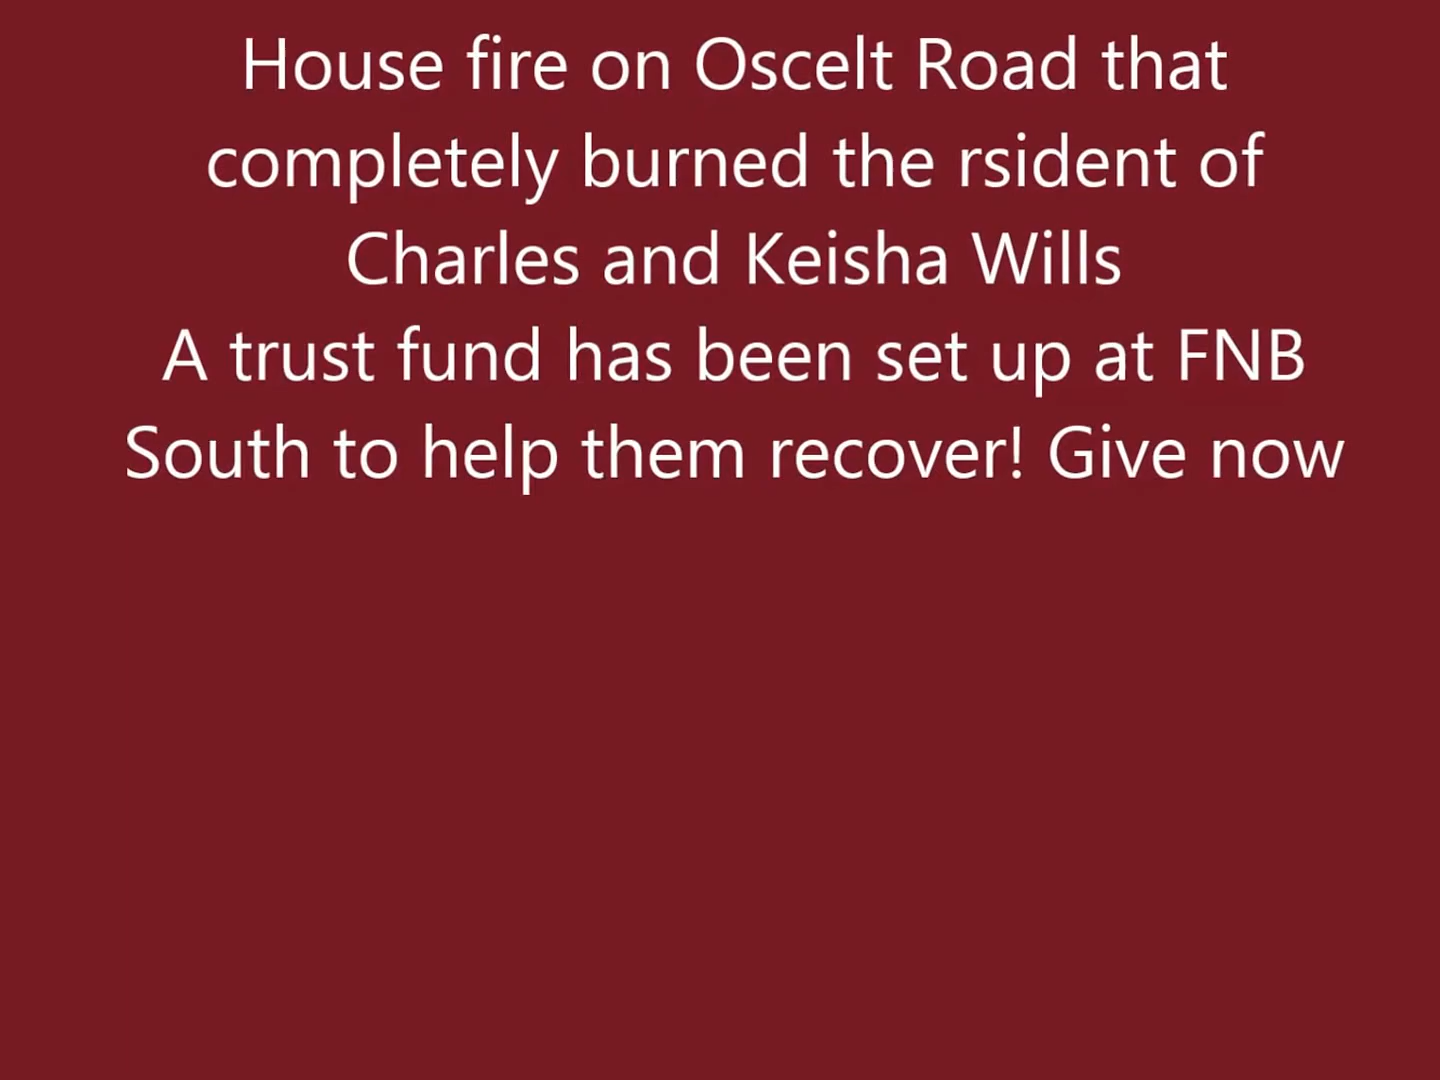 House fire on Oscelt Road that
completely burned the rsident of
Charles and Keisha Wills
A trust fund has been set up at FNB
South to help them recover! Give now